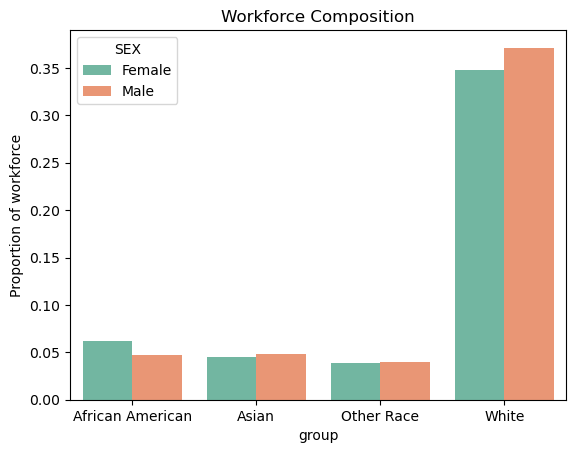 Workforce Composition
SEX
Female
Male
Proportion of workforce
0.35
0.30
0.25
0.20
0.15
0.10
0.05
0.00
African American
Asian
Other Race
White
group